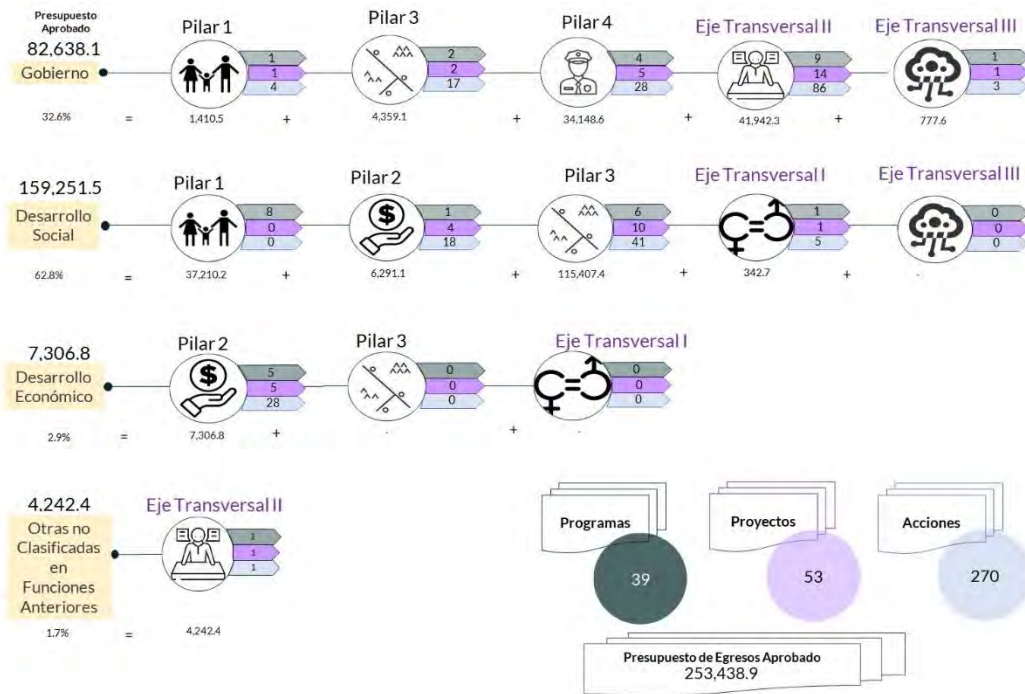 Presupuesto
Aprobado
82,638.1
Gobierno
32.6%
=
Pilar 1
1
1
4
1,410.5
+
Pilar 3
2
2
17
4,359.1
+
Pilar 4
4
5
28
34,148.6
+
Eje Transversal II
9
14
86
41,942.3
+
Eje Transversal III
1
1
3
777.6
159,251.5
Desarrollo
Social
62.8%
=
Pilar 1
8
0
0
37,210.2
+
Pilar 2
$
1
4
18
6,291.1
+
Pilar 3
6
10
41
115,407.4
+
Eje Transversal I
1
1
5
342.7
+
Eje Transversal III
0
0
0
-
7,306.8
Desarrollo
Económico
2.9%
=
Pilar 2
$
5
5
28
7,306.8
+
Pilar 3
0
0
0
-
+
Eje Transversal I
0
0
0
-
4,242.4
Otras no
Clasificadas
en
Funciones
Anteriores
1.7%
=
Eje Transversal II
1
1
1
4,242.4
Programas
39
Proyectos
53
Acciones
270
Presupuesto de Egresos Aprobado
253,438.9